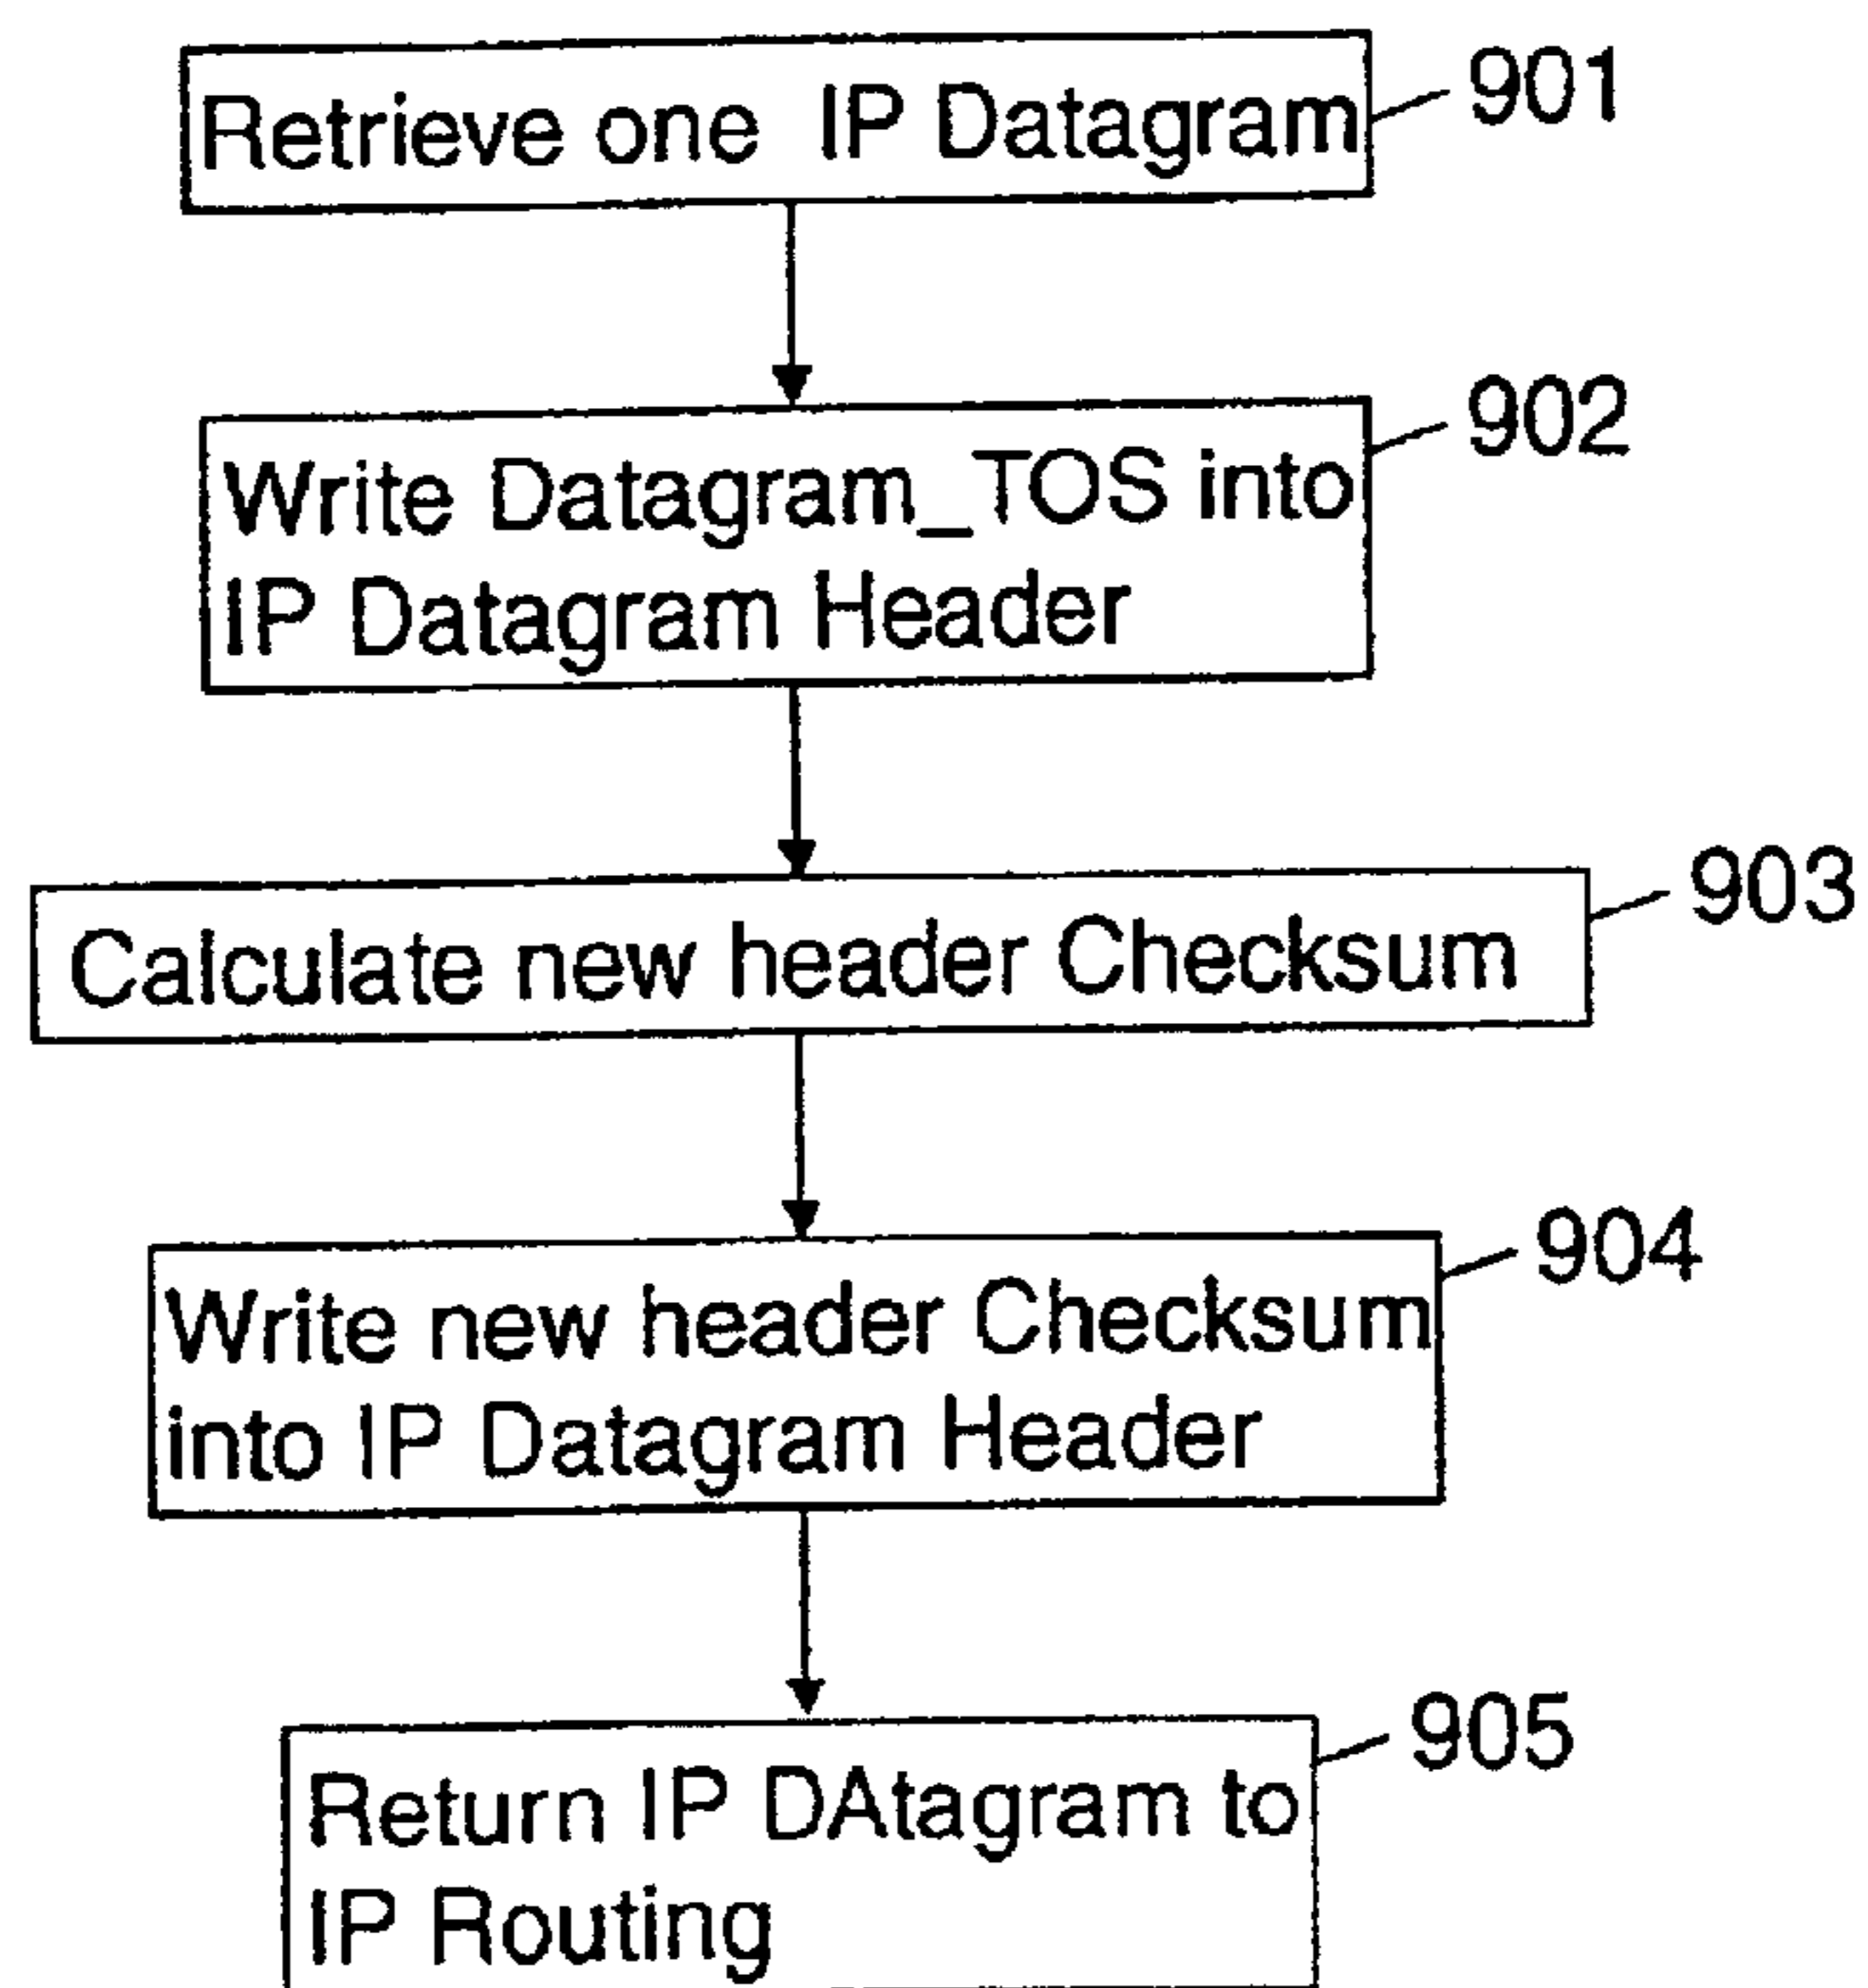 Retrieve one IP Datagram
901
Write Datagram_TOS into
IP Datagram Header
902
Calculate new header Checksum
903
Write new header Checksum
into IP Datagram Header
904
Return IP DAtagram to
IP Routing
905